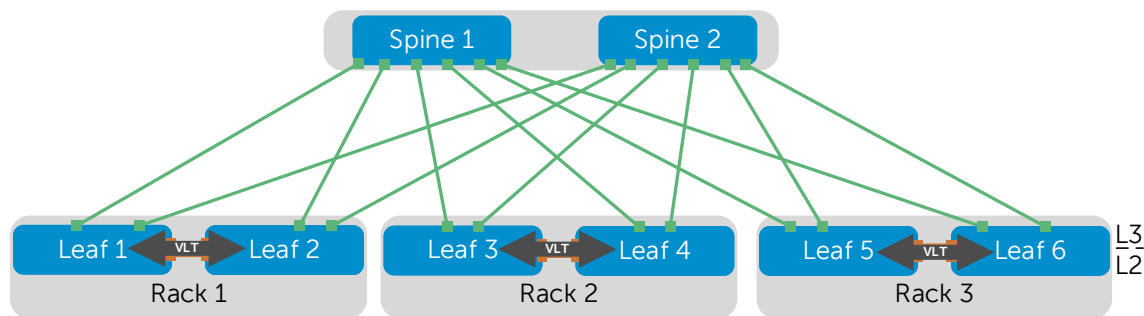 Spine 1 Spine 2
Leaf 1 VLT Leaf 2 Leaf 3 VLT Leaf 4 Leaf 5 VLT Leaf 6 L3
L2
Rack 1 Rack 2 Rack 3